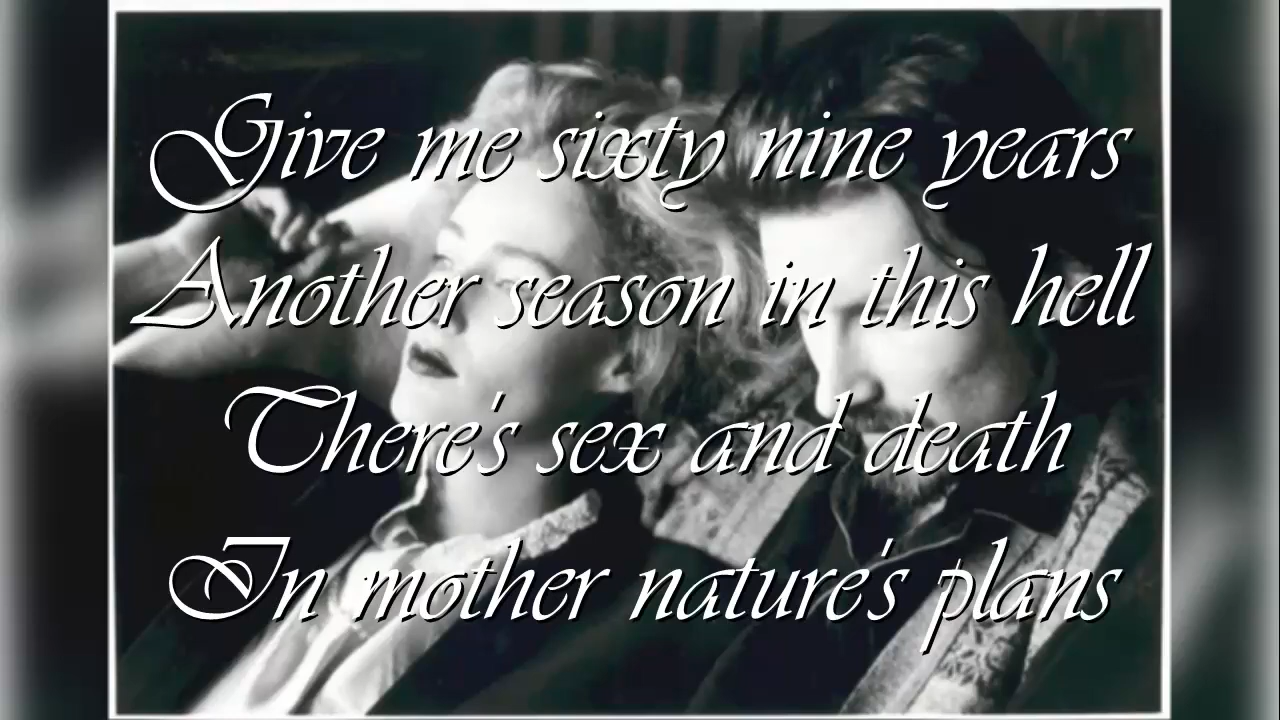 Give me sixty nine years
Another season in this hell
There's sex and death
In mother nature's plans